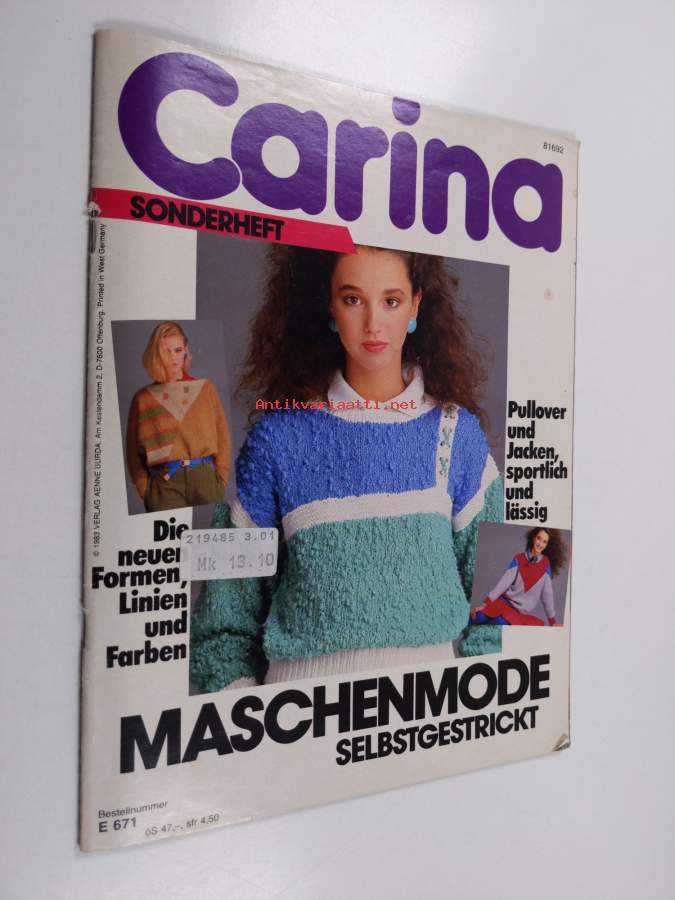 Carina
81692
SONDERHEFT
© 1983 VERLAG AENNE BURDA, Am Kestendamm 2, D-7600 Offenburg. Printed in West Germany
Antikvariaatti.net
Pullover
und
Jacken,
sportlich
und
lässig
Die
neuen
Formen,
Linien
und
Farben
219485 3.01
Mk 13.10
MASCHENMODE
SELBSTGESTRICKT
Bestellnummer
E 671
öS 47,–, sfr 4,50